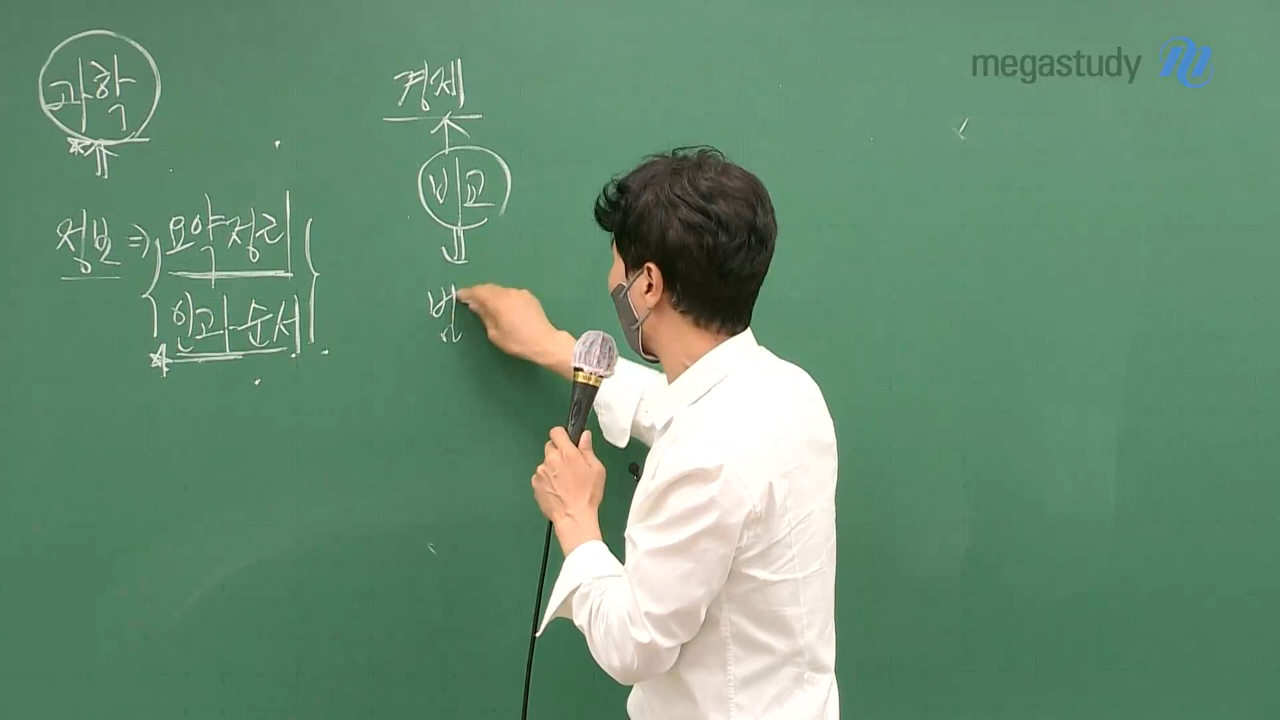 megastudy
과학
정보 ⇒ 요약정리
인과-순서
경제
비교
법